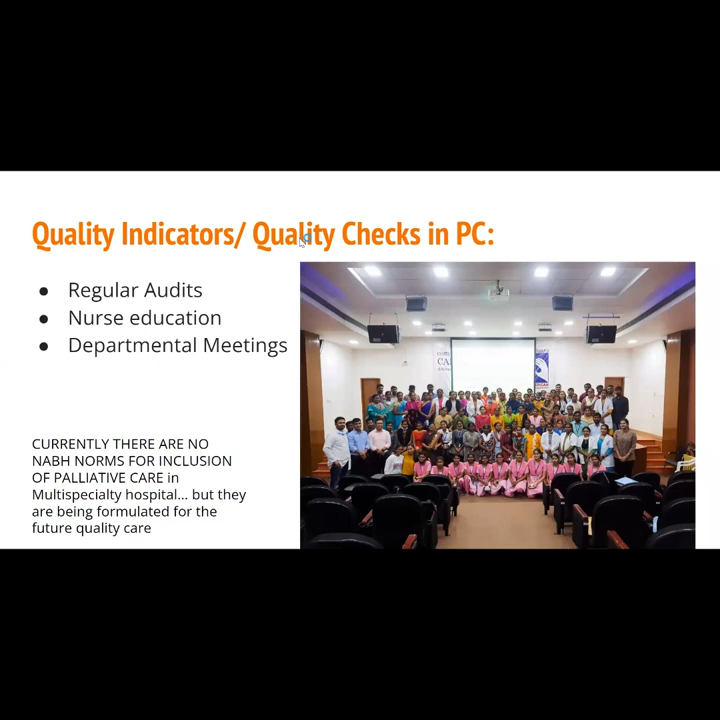 Quality Indicators/ Quality Checks in PC:
● Regular Audits
● Nurse education
● Departmental Meetings
CURRENTLY THERE ARE NO
NABH NORMS FOR INCLUSION
OF PALLIATIVE CARE in
Multispecialty hospital... but they
are being formulated for the
future quality care